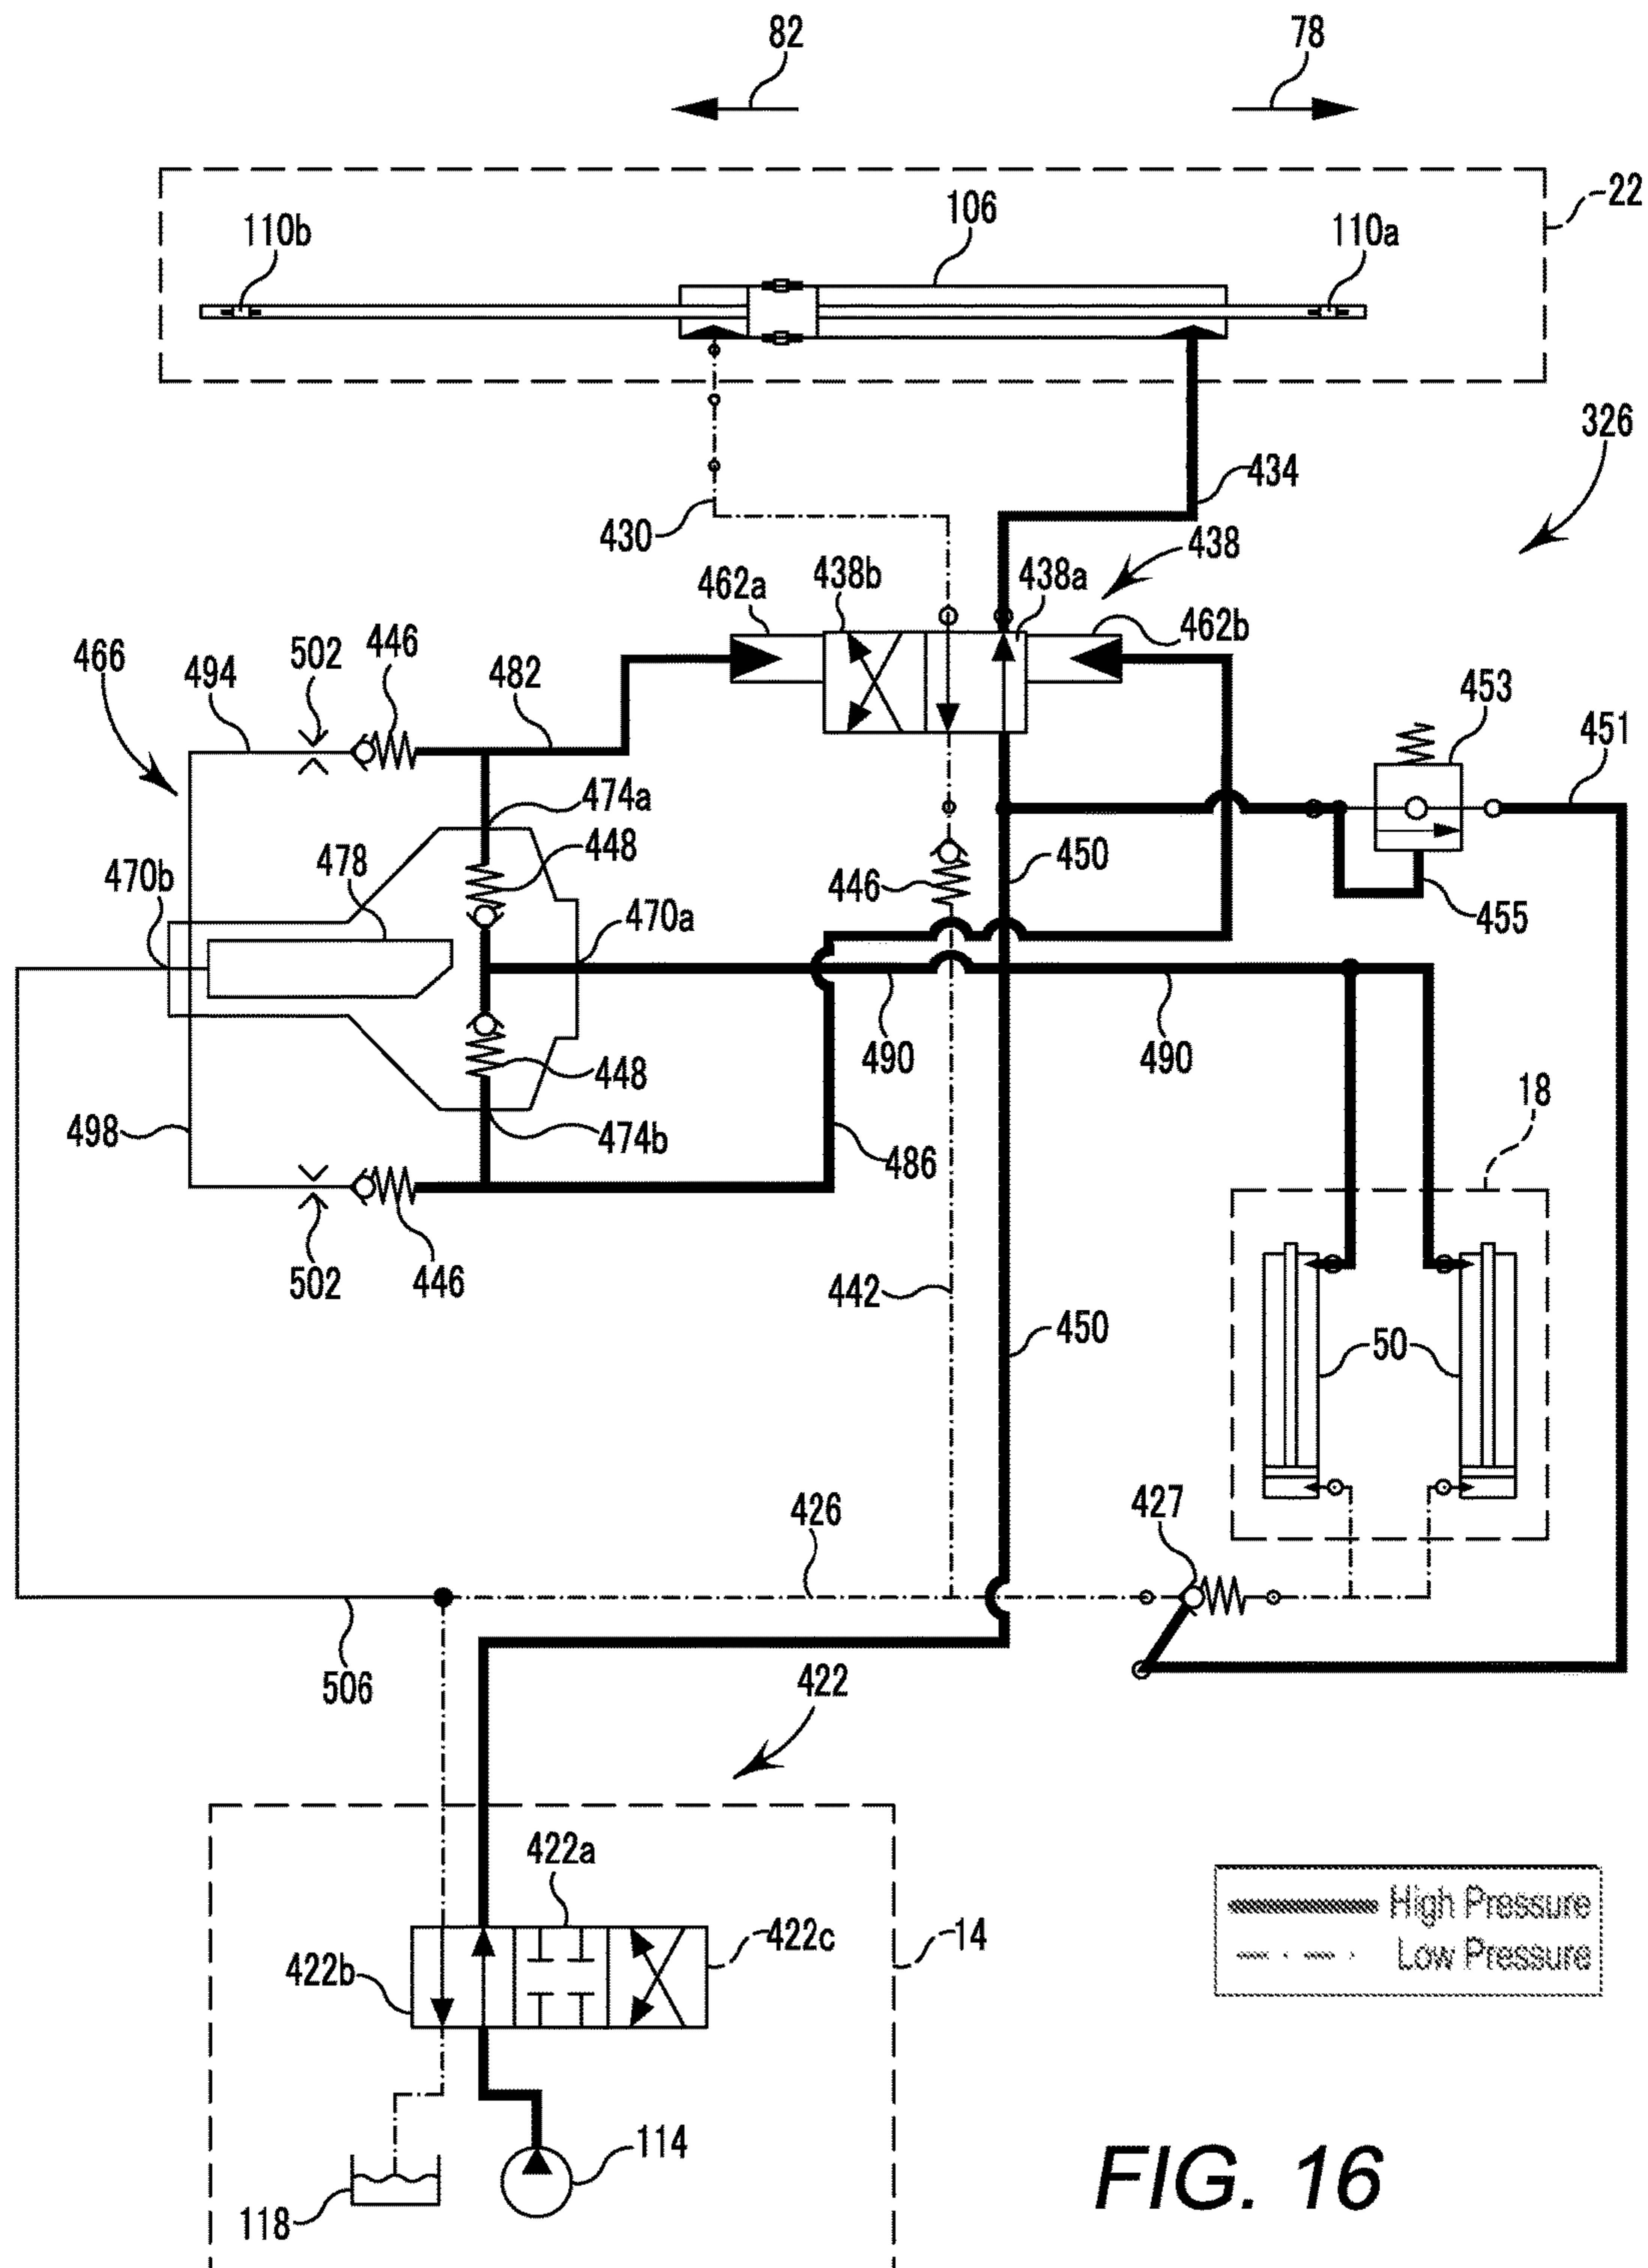 82
78
22
110b
106
110a
326
434
430
438
462a
438b
438a
462b
466
494
502
446
482
453
451
474a
448
478
470b
446
450
470a
455
448
490
490
18
498
474b
486
502
446
442
450
50
427
426
506
422
422a
422c
14
422b
High Pressure
Low Pressure
114
118
FIG. 16